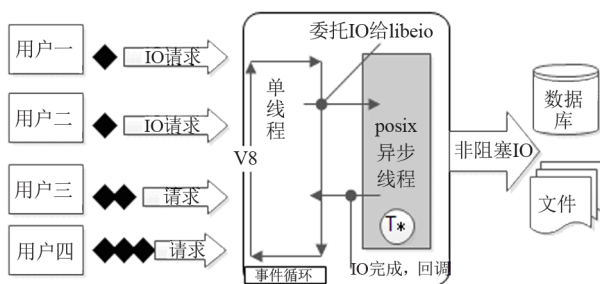 用户一
IO请求
用户二
IO请求
用户三
请求
用户四
请求
委托IO给libeio
单
线
程
V8
posix
异步
线程
T*
事件循环
IO完成，回调
非阻塞IO
数据
库
文件